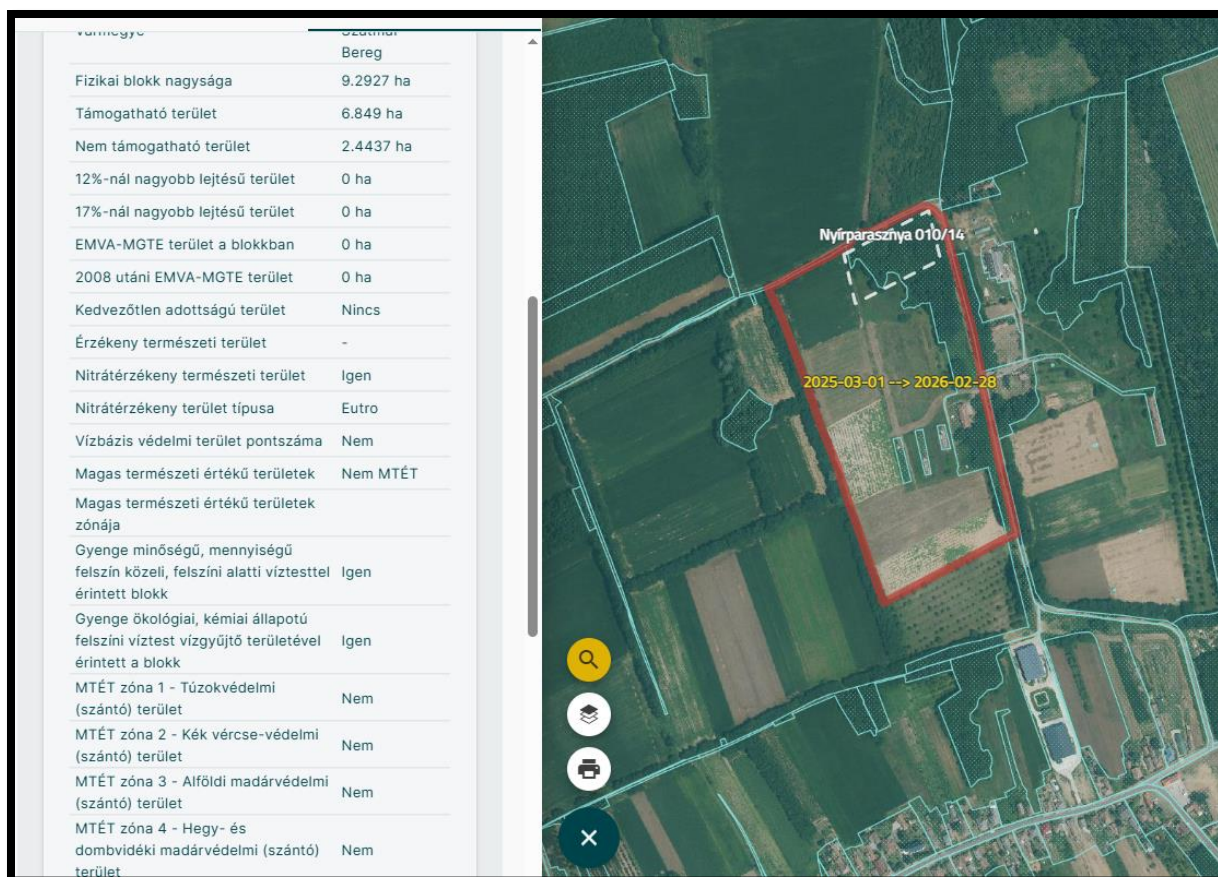 Bereg
Fizikai blokk nagysága 9.2927 ha
Támogatható terület 6.849 ha
Nem támogatható terület 2.4437 ha
12%-nál nagyobb lejtésű terület 0 ha
17%-nál nagyobb lejtésű terület 0 ha
EMVA-MGTE terület a blokkban 0 ha
2008 utáni EMVA-MGTE terület 0 ha
Kedvezőtlen adottságú terület Nincs
Érzékeny természeti terület -
Nitrátérzékeny természeti terület Igen
Nitrátérzékeny terület típusa Eutro
Vízbázis védelmi terület pontszáma Nem
Magas természeti értékű területek Nem MTÉT
Magas természeti értékű területek
zónája
Gyenge minőségű, mennyiségű
felszín közeli, felszíni alatti víztesttel Igen
érintett blokk
Gyenge ökológiai, kémiai állapotú
felszíni víztest vízgyűjtő területével Igen
érintett a blokk
MTÉT zóna 1 - Túzokvédelmi
(szántó) terület Nem
MTÉT zóna 2 - Kék vércse-védelmi
(szántó) terület Nem
MTÉT zóna 3 - Alföldi madárvédelmi
(szántó) terület Nem
MTÉT zóna 4 - Hegy- és
dombvidéki madárvédelmi (szántó) Nem
terület
Nyírparasznya 010/14
2025-03-01 --> 2026-02-28